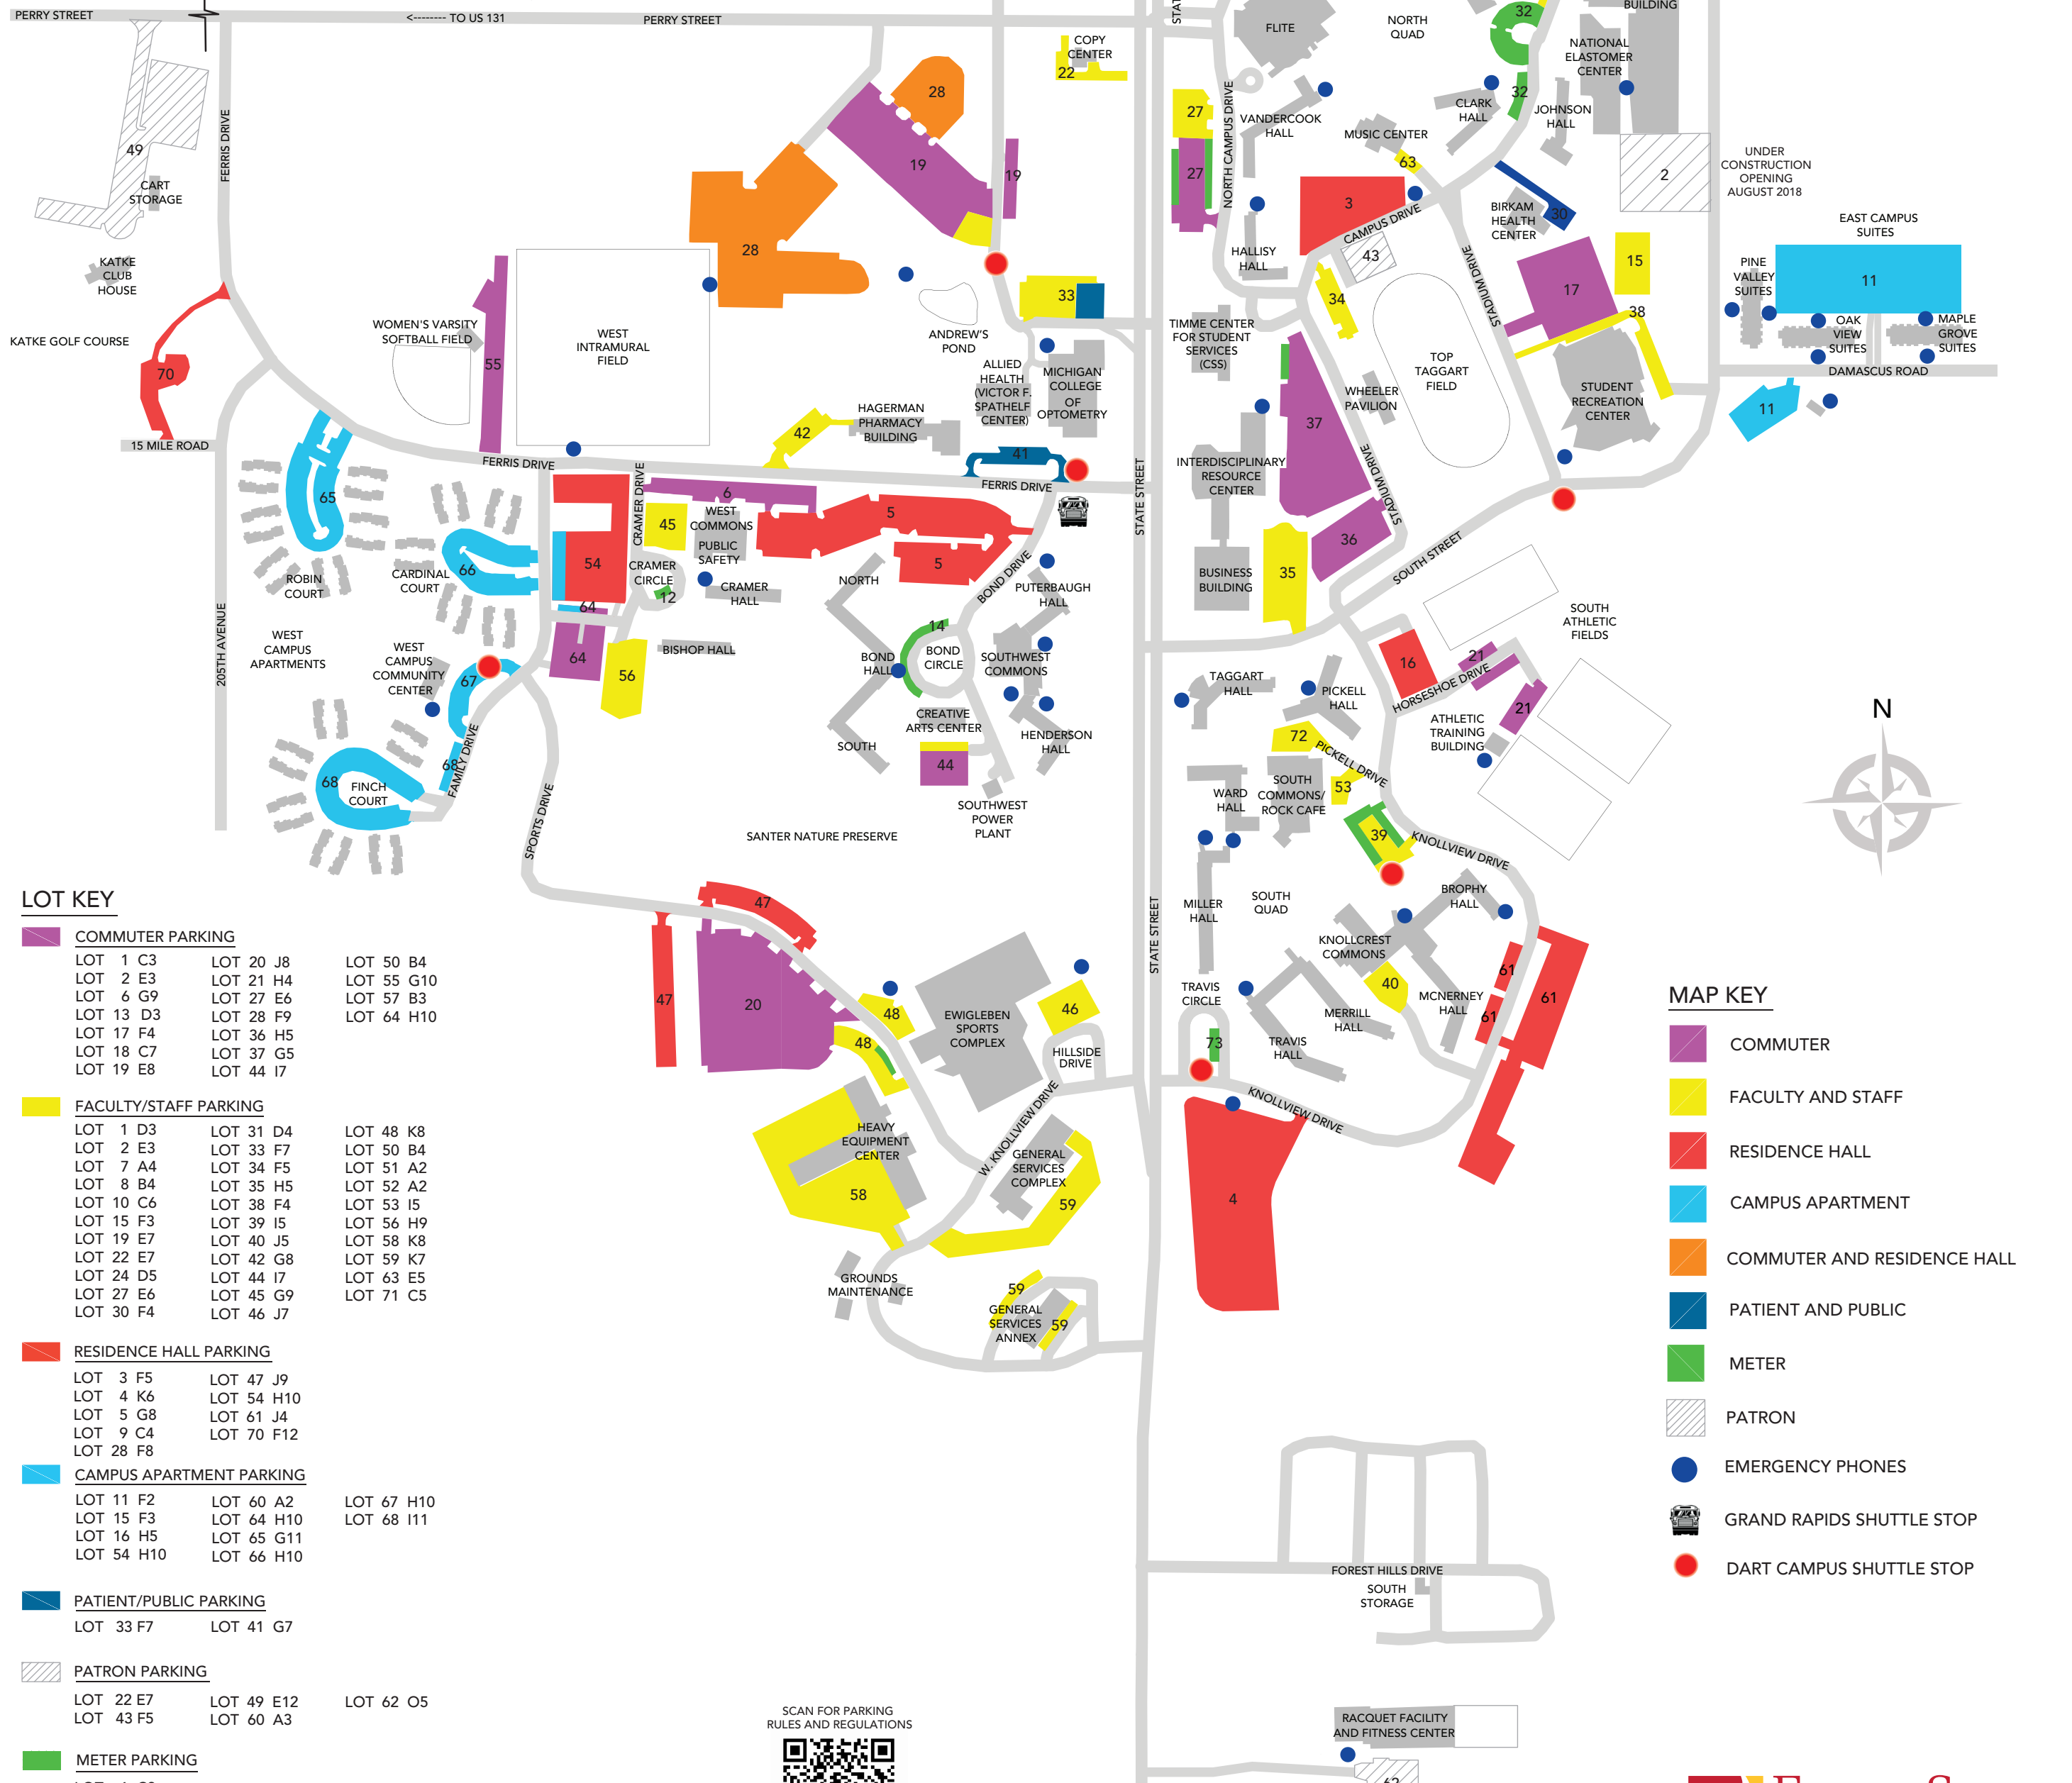 PERRY STREET
<-------- TO US 131
PERRY STREET
FERRIS DRIVE
49
CART
STORAGE
KATKE
CLUB
HOUSE
KATKE GOLF COURSE
70
15 MILE ROAD
205TH AVENUE
28
19
19
28
COPY
CENTER
22
WOMEN'S VARSITY
SOFTBALL FIELD
55
WEST
INTRAMURAL
FIELD
ANDREW'S
POND
33
ALLIED
HEALTH
(VICTOR F.
SPATHELF
CENTER)
MICHIGAN
COLLEGE
OF
OPTOMETRY
HAGERMAN
PHARMACY
BUILDING
42
41
FERRIS DRIVE
FERRIS DRIVE
STATE STREET
65
ROBIN
COURT
CARDINAL
COURT
66
WEST
CAMPUS
APARTMENTS
WEST
CAMPUS
COMMUNITY
CENTER
67
68
68
FINCH
COURT
FAMILY DRIVE
SPORTS DRIVE
54
64
64
CRAMER DRIVE
6
45
WEST
COMMONS
PUBLIC
SAFETY
CRAMER
CIRCLE
12
CRAMER
HALL
56
BISHOP HALL
5
5
NORTH
BOND DRIVE
PUTERBAUGH
HALL
14
BOND
HALL
BOND
CIRCLE
SOUTHWEST
COMMONS
CREATIVE
ARTS CENTER
44
SOUTH
HENDERSON
HALL
SOUTHWEST
POWER
PLANT
SANTER NATURE PRESERVE
STAT
FLITE
NORTH
QUAD
32
BUILDING
NATIONAL
ELASTOMER
CENTER
27
NORTH CAMPUS DRIVE
VANDERCOOK
HALL
CLARK
HALL
32
JOHNSON
HALL
MUSIC CENTER
63
27
3
CAMPUS DRIVE
BIRKAM
HEALTH
CENTER
30
2
UNDER
CONSTRUCTION
OPENING
AUGUST 2018
EAST CAMPUS
SUITES
HALLISY
HALL
43
STADIUM DRIVE
17
15
38
PINE
VALLEY
SUITES
11
OAK
VIEW
SUITES
MAPLE
GROVE
SUITES
DAMASCUS ROAD
11
34
TIMME CENTER
FOR STUDENT
SERVICES
(CSS)
TOP
TAGGART
FIELD
WHEELER
PAVILION
STUDENT
RECREATION
CENTER
37
INTERDISCIPLINARY
RESOURCE
CENTER
STADIUM DRIVE
36
BUSINESS
BUILDING
35
SOUTH STREET
SOUTH
ATHLETIC
FIELDS
16
21
HORSESHOE DRIVE
21
ATHLETIC
TRAINING
BUILDING
TAGGART
HALL
PICKELL
HALL
72
PICKELL DRIVE
53
WARD
HALL
SOUTH
COMMONS/
ROCK CAFE
39
KNOLLVIEW DRIVE
BROPHY
HALL
MILLER
HALL
SOUTH
QUAD
KNOLLCREST
COMMONS
40
MCNERNEY
HALL
61
61
61
TRAVIS
CIRCLE
MERRILL
HALL
73
TRAVIS
HALL
KNOLLVIEW DRIVE
4
STATE STREET
N
47
47
20
48
48
EWIGLEBEN
SPORTS
COMPLEX
46
HILLSIDE
DRIVE
HEAVY
EQUIPMENT
CENTER
58
W. KNOLLVIEW DRIVE
GENERAL
SERVICES
COMPLEX
59
GROUNDS
MAINTENANCE
59
GENERAL
SERVICES
ANNEX
59
FOREST HILLS DRIVE
SOUTH
STORAGE
RACQUET FACILITY
AND FITNESS CENTER
SCAN FOR PARKING
RULES AND REGULATIONS
LOT KEY
COMMUTER PARKING
LOT 1 C3
LOT 2 E3
LOT 6 G9
LOT 13 D3
LOT 17 F4
LOT 18 C7
LOT 19 E8
LOT 20 J8
LOT 21 H4
LOT 27 E6
LOT 28 F9
LOT 36 H5
LOT 37 G5
LOT 44 I7
LOT 50 B4
LOT 55 G10
LOT 57 B3
LOT 64 H10
FACULTY/STAFF PARKING
LOT 1 D3
LOT 2 E3
LOT 7 A4
LOT 8 B4
LOT 10 C6
LOT 15 F3
LOT 19 E7
LOT 22 E7
LOT 24 D5
LOT 27 E6
LOT 30 F4
LOT 31 D4
LOT 33 F7
LOT 34 F5
LOT 35 H5
LOT 38 F4
LOT 39 I5
LOT 40 J5
LOT 42 G8
LOT 44 I7
LOT 45 G9
LOT 46 J7
LOT 48 K8
LOT 50 B4
LOT 51 A2
LOT 52 A2
LOT 53 I5
LOT 56 H9
LOT 58 K8
LOT 59 K7
LOT 63 E5
LOT 71 C5
RESIDENCE HALL PARKING
LOT 3 F5
LOT 4 K6
LOT 5 G8
LOT 9 C4
LOT 28 F8
LOT 47 J9
LOT 54 H10
LOT 61 J4
LOT 70 F12
CAMPUS APARTMENT PARKING
LOT 11 F2
LOT 15 F3
LOT 16 H5
LOT 54 H10
LOT 60 A2
LOT 64 H10
LOT 65 G11
LOT 66 H10
LOT 67 H10
LOT 68 I11
PATIENT/PUBLIC PARKING
LOT 33 F7
LOT 41 G7
PATRON PARKING
LOT 22 E7
LOT 43 F5
LOT 49 E12
LOT 60 A3
LOT 62 O5
METER PARKING
MAP KEY
COMMUTER
FACULTY AND STAFF
RESIDENCE HALL
CAMPUS APARTMENT
COMMUTER AND RESIDENCE HALL
PATIENT AND PUBLIC
METER
PATRON
EMERGENCY PHONES
GRAND RAPIDS SHUTTLE STOP
DART CAMPUS SHUTTLE STOP